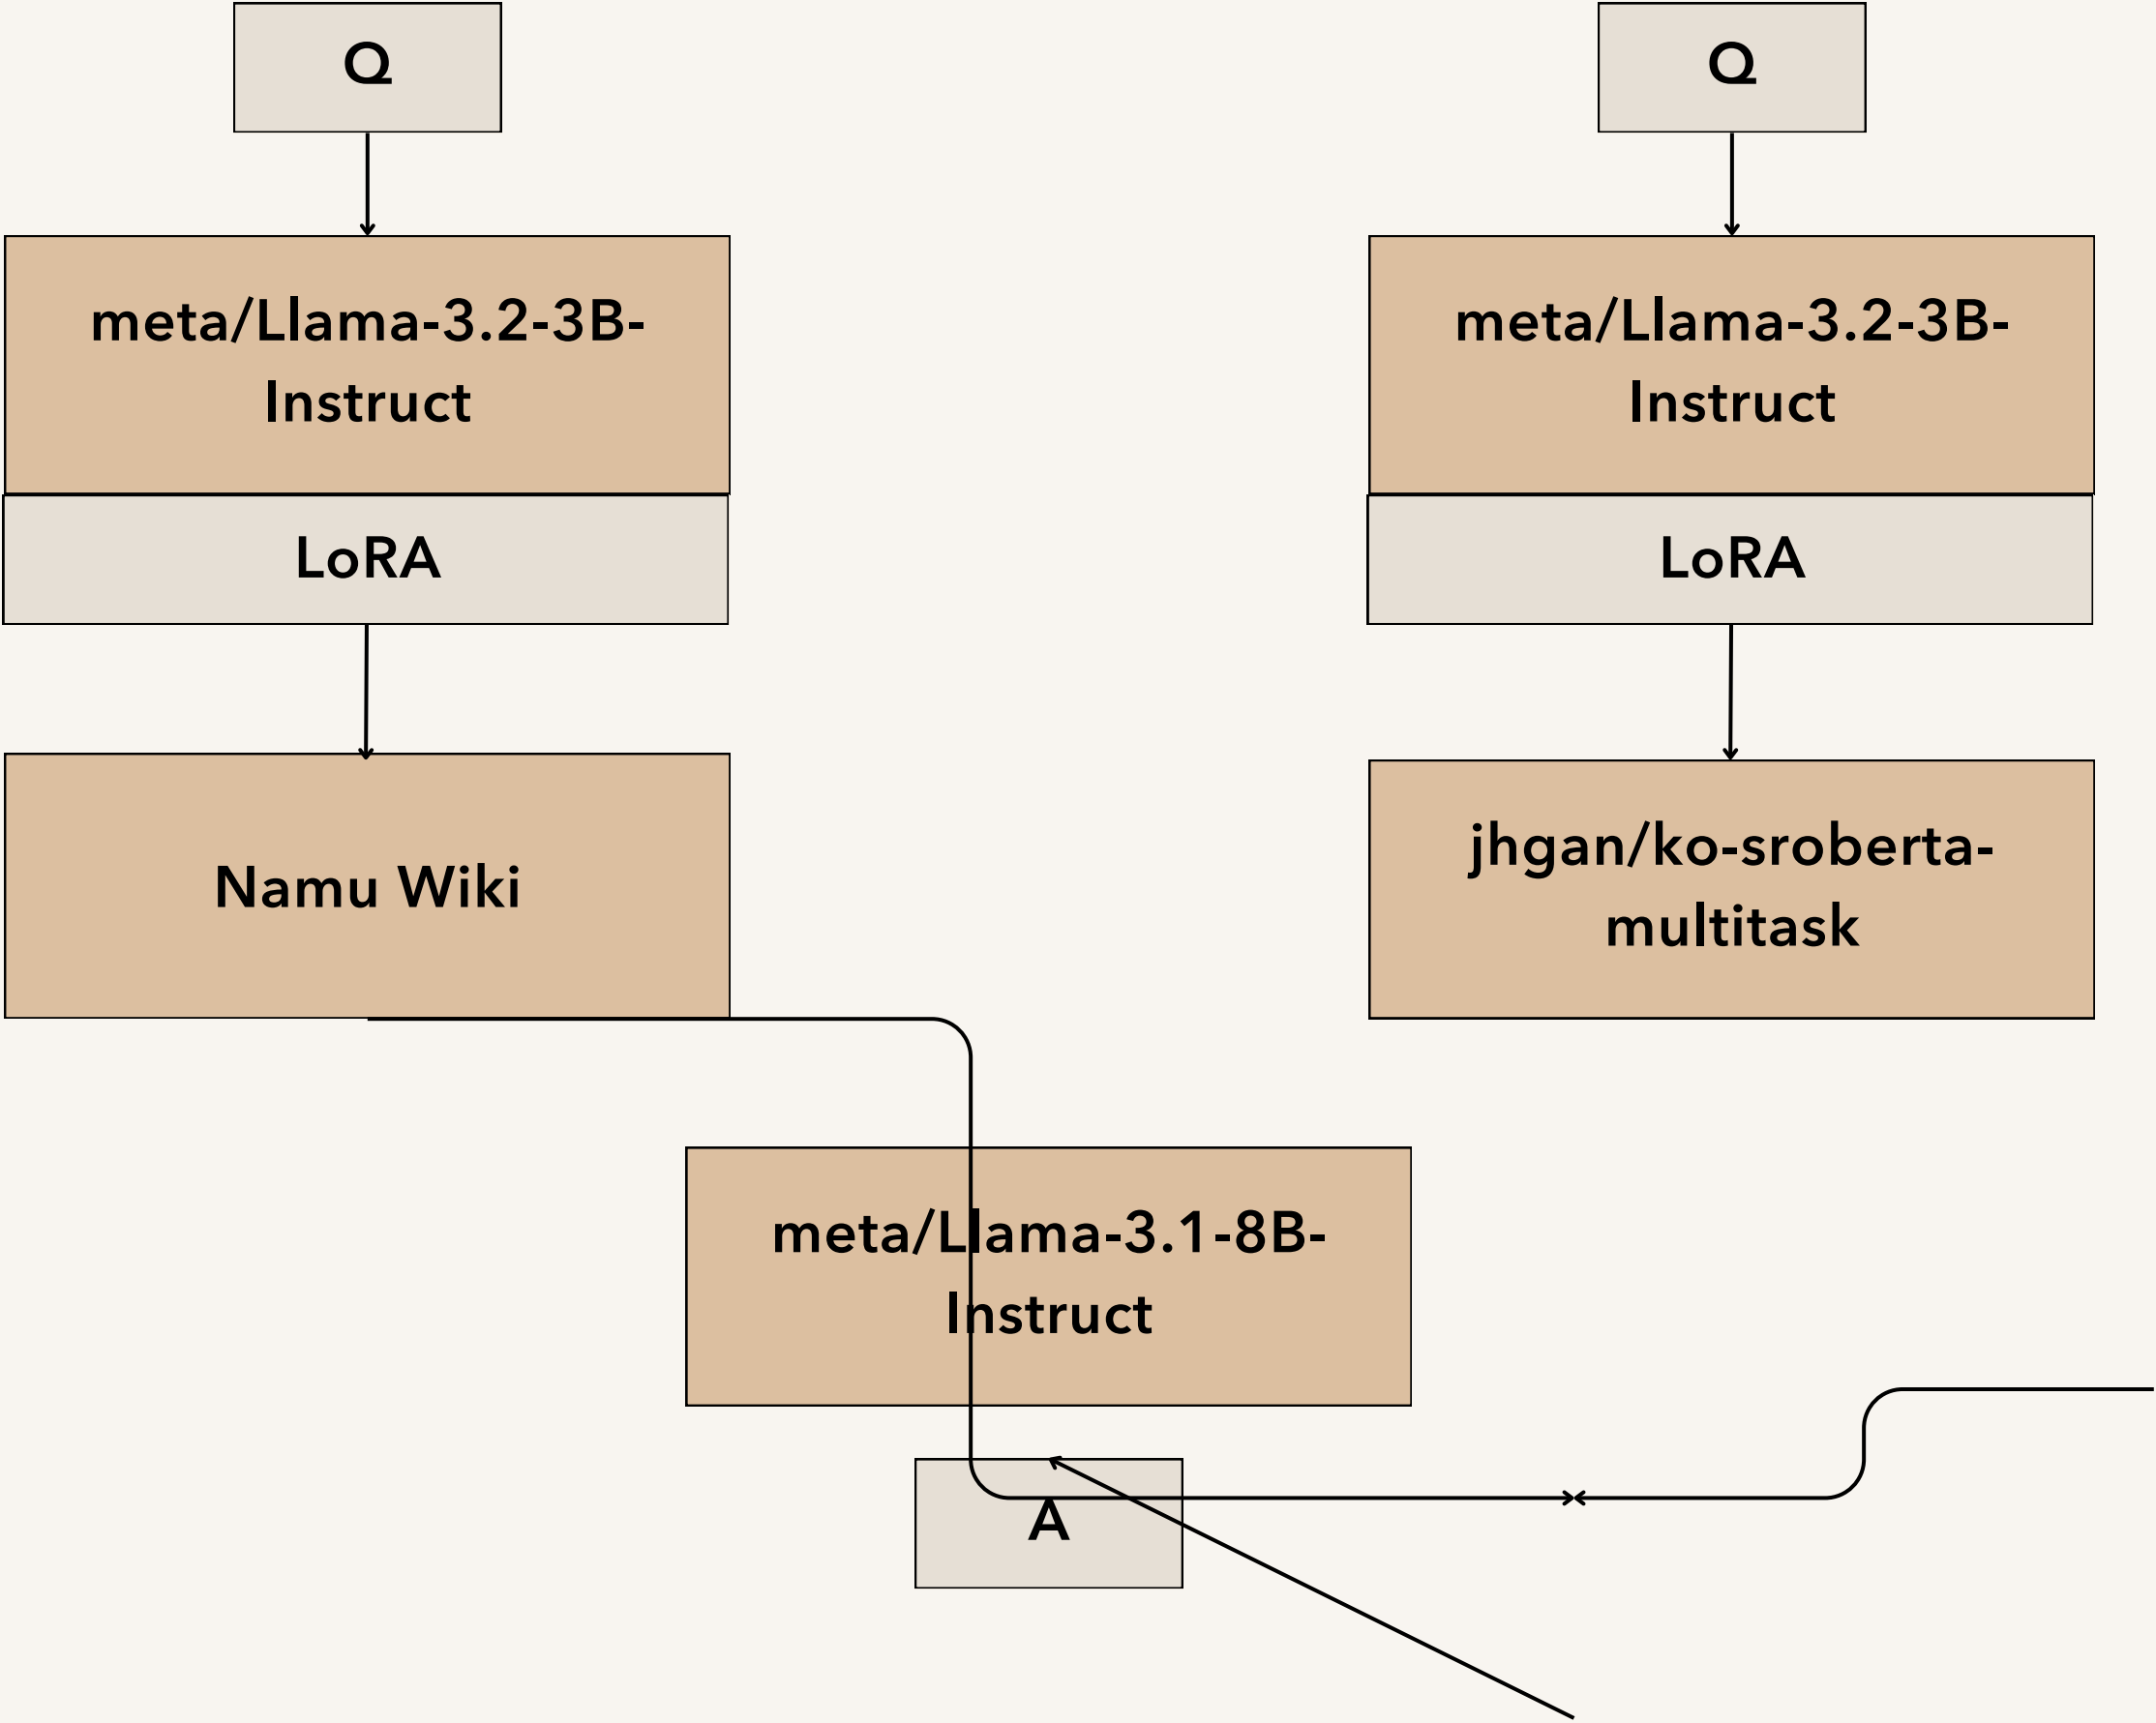 Q
meta/Llama-3.2-3B-
Instruct
LoRA
Namu Wiki
Q
meta/Llama-3.2-3B-
Instruct
LoRA
jhgan/ko-sroberta-
multitask
meta/Llama-3.1-8B-
Instruct
A